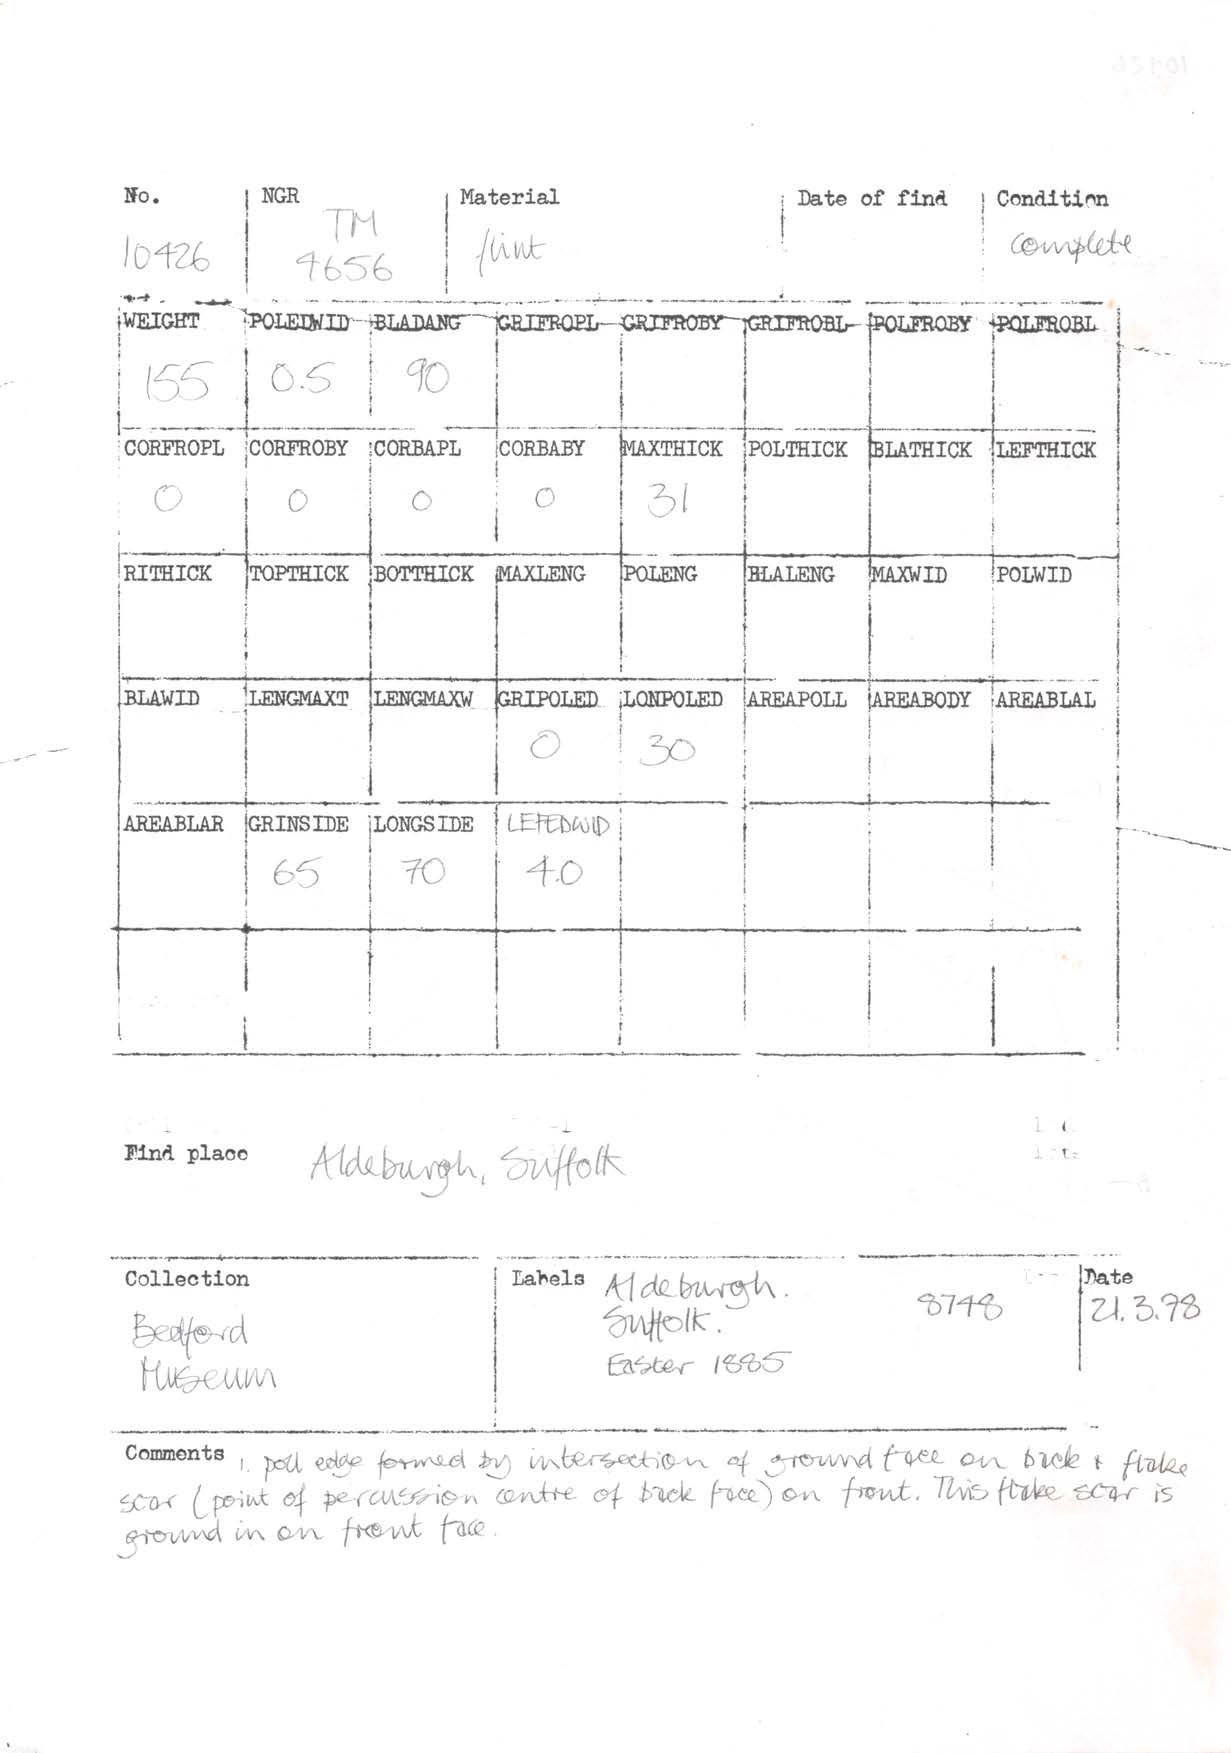 No. NGR Material Date of find Condition
10426 TM 4656 flint complete
WEIGHT POLEDWID BLADANG GRIFROPL GRIFROBY GRIFROBL POLFROBY POLFROBL
155 0.5 90
CORFROPL CORFROBY CORBAPL CORBABY MAXTHICK POLTHICK BLATHICK LEFTHICK
0 0 0 0 31
RITHICK TOPTHICK BOTTHICK MAXLENG POLENG BLALENG MAXWID POLWID
BLAWID LENGMAXT LENGMAXW GRIPOLED LONPOLED AREAPOLL AREABODY AREABLAL
0 30
AREABLAR GRINSIDE LONGSIDE LEFEDWID
65 70 4.0
Find place Aldeburgh, Suffolk
Collection Labels Aldeburgh. 8748 Date
Bedford Suffolk. 21.3.78
Museum Easter 1885
Comments 1. poll edge formed by intersection of ground face on back & flake
scar (point of percussion centre of back face) on front. This flake scar is
ground in on front face.